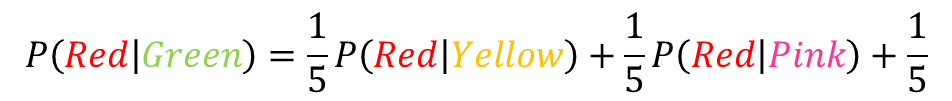 P(Red|Green) = 1/5 P(Red|Yellow) + 1/5 P(Red|Pink) + 1/5